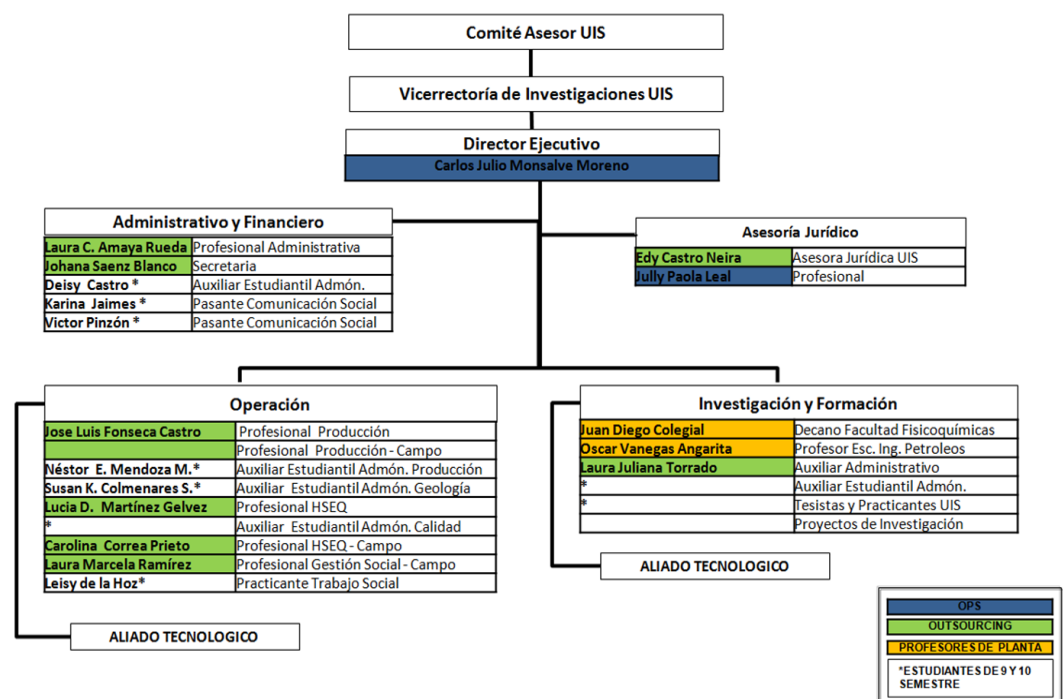 Comité Asesor UIS
Vicerrectoría de Investigaciones UIS
Director Ejecutivo
Carlos Julio Monsalve Moreno
Administrativo y Financiero
Laura C. Amaya Rueda Profesional Administrativa
Johana Saenz Blanco Secretaria
Deisy Castro * Auxiliar Estudiantil Admón.
Karina Jaimes * Pasante Comunicación Social
Victor Pinzón * Pasante Comunicación Social
Asesoría Jurídico
Edy Castro Neira Asesora Jurídica UIS
Jully Paola Leal Profesional
Operación
Jose Luis Fonseca Castro Profesional Producción
Profesional Producción - Campo
Néstor E. Mendoza M.* Auxiliar Estudiantil Admón. Producción
Susan K. Colmenares S.* Auxiliar Estudiantil Admón. Geología
Lucia D. Martínez Gelvez Profesional HSEQ
* Auxiliar Estudiantil Admón. Calidad
Carolina Correa Prieto Profesional HSEQ - Campo
Laura Marcela Ramírez Profesional Gestión Social - Campo
Leisy de la Hoz* Practicante Trabajo Social
ALIADO TECNOLOGICO
Investigación y Formación
Juan Diego Colegial Decano Facultad Fisicoquímicas
Oscar Vanegas Angarita Profesor Esc. Ing. Petroleos
Laura Juliana Torrado Auxiliar Administrativo
* Auxiliar Estudiantil Admón.
* Tesistas y Practicantes UIS
Proyectos de Investigación
ALIADO TECNOLOGICO
OPS
OUTSOURCING
PROFESORES DE PLANTA
*ESTUDIANTES DE 9 Y 10
SEMESTRE